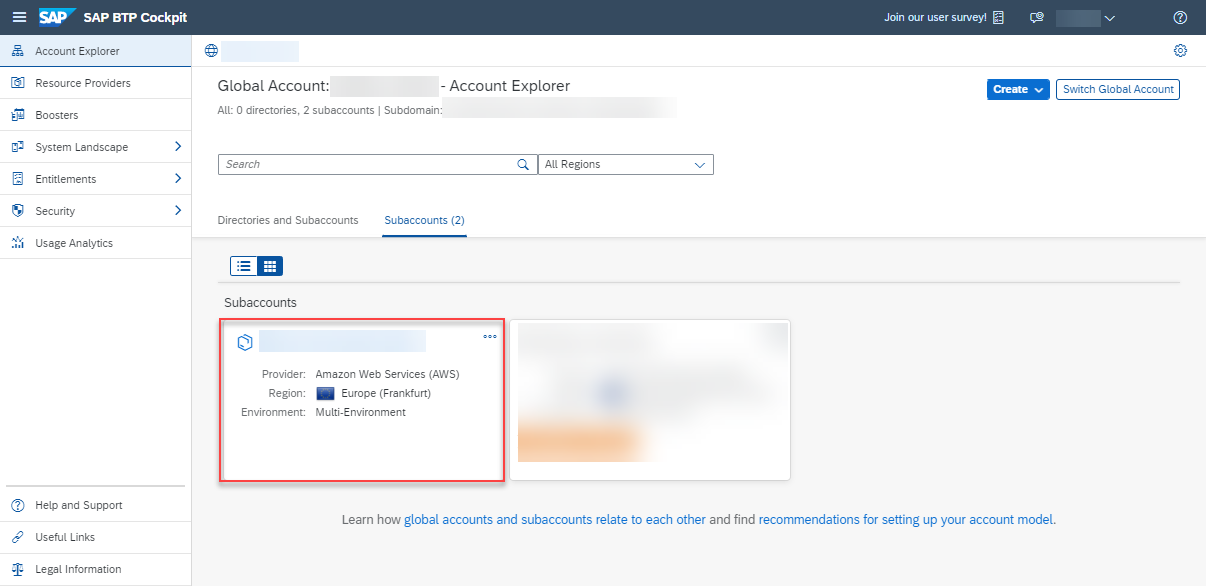 SAP SAP BTP Cockpit
Join our user survey!
Account Explorer
Resource Providers
Boosters
System Landscape
Entitlements
Security
Usage Analytics
Help and Support
Useful Links
Legal Information
Global Account: - Account Explorer
All: 0 directories, 2 subaccounts | Subdomain:
Create
Switch Global Account
Search
All Regions
Directories and Subaccounts
Subaccounts (2)
Subaccounts
Provider: Amazon Web Services (AWS)
Region: Europe (Frankfurt)
Environment: Multi-Environment
Learn how global accounts and subaccounts relate to each other and find recommendations for setting up your account model.